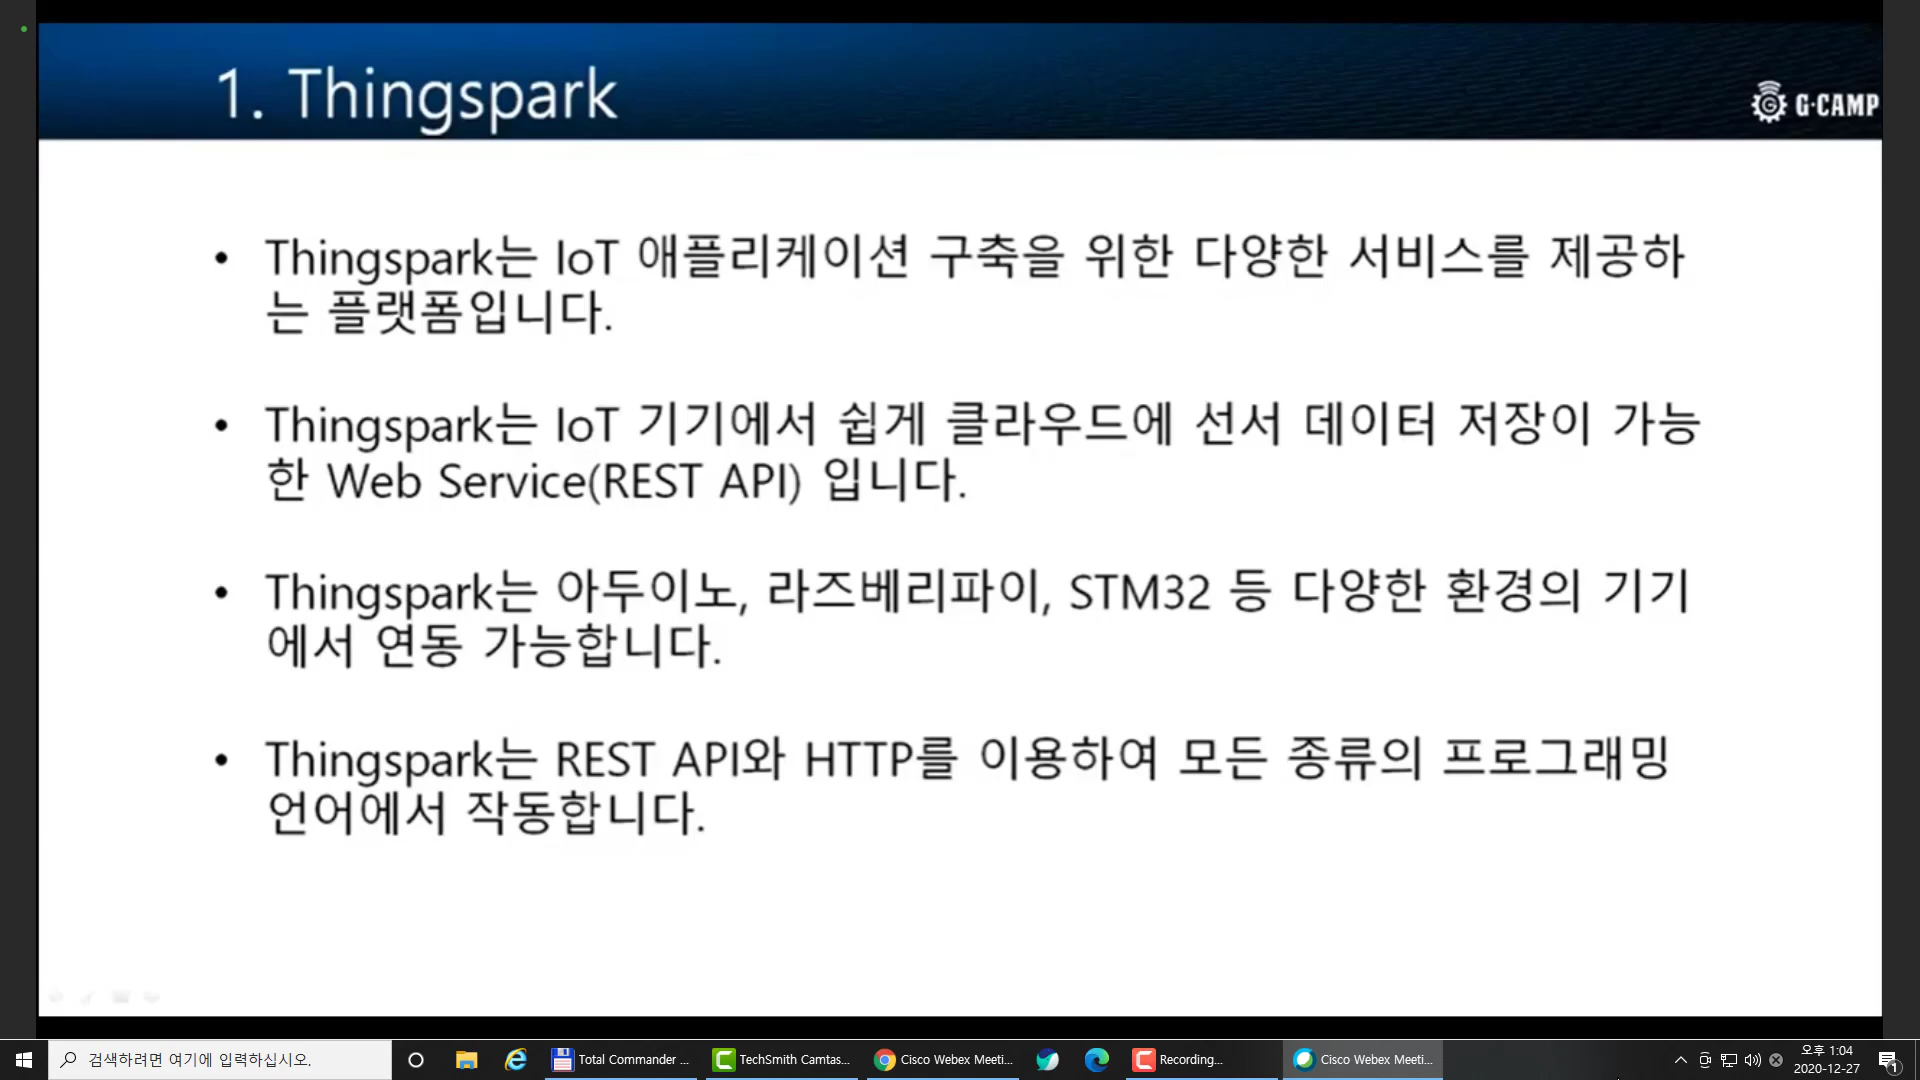 1. Thingspark
G·CAMP
• Thingspark는 IoT 애플리케이션 구축을 위한 다양한 서비스를 제공하
는 플랫폼입니다.
• Thingspark는 IoT 기기에서 쉽게 클라우드에 선서 데이터 저장이 가능
한 Web Service(REST API) 입니다.
• Thingspark는 아두이노, 라즈베리파이, STM32 등 다양한 환경의 기기
에서 연동 가능합니다.
• Thingspark는 REST API와 HTTP를 이용하여 모든 종류의 프로그래밍
언어에서 작동합니다.
검색하려면 여기에 입력하십시오.
Total Commander ...
TechSmith Camtas...
Cisco Webex Meeti...
Recording...
Cisco Webex Meeti...
오후 1:04
2020-12-27
1